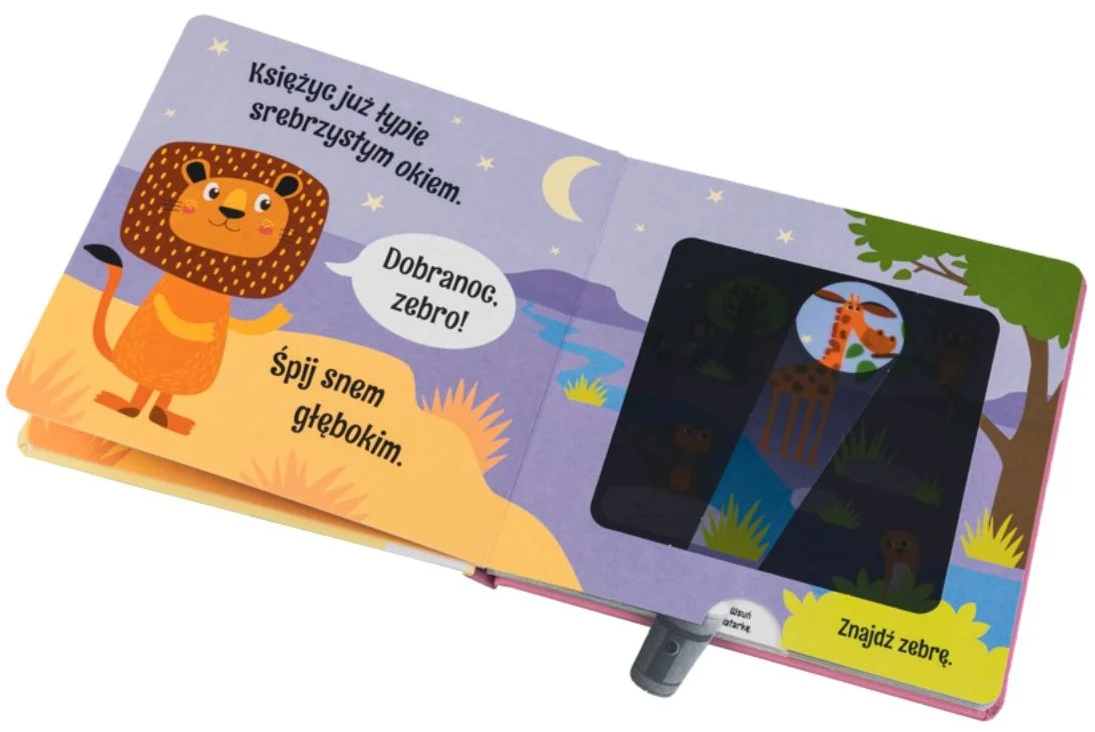 Księżyc już łypie
srebrzystym okiem.
Dobranoc,
zebro!
Śpij snem
głębokim.
Wsuń
latarkę
Znajdź zebrę.